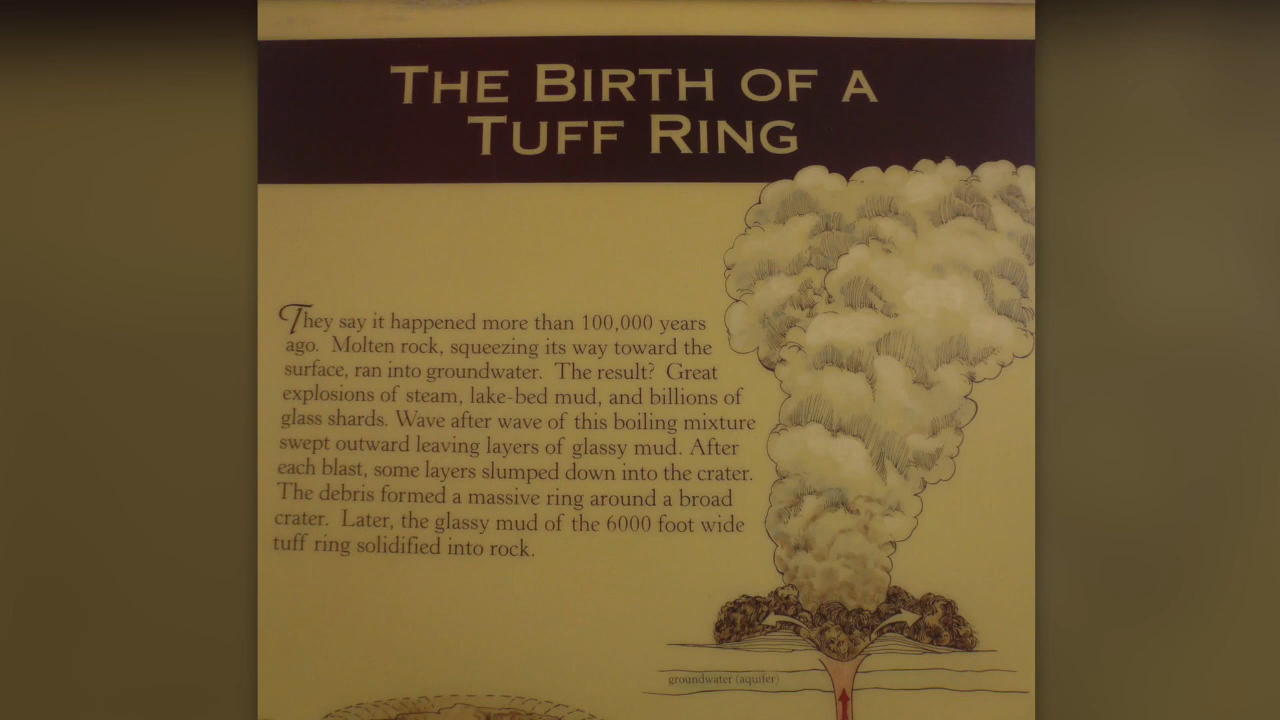 THE BIRTH OF A
TUFF RING
They say it happened more than 100,000 years
ago. Molten rock, squeezing its way toward the
surface, ran into groundwater. The result? Great
explosions of steam, lake-bed mud, and billions of
glass shards. Wave after wave of this boiling mixture
swept outward leaving layers of glassy mud. After
each blast, some layers slumped down into the crater.
The debris formed a massive ring around a broad
crater. Later, the glassy mud of the 6000 foot wide
tuff ring solidified into rock.
groundwater (aquifer)